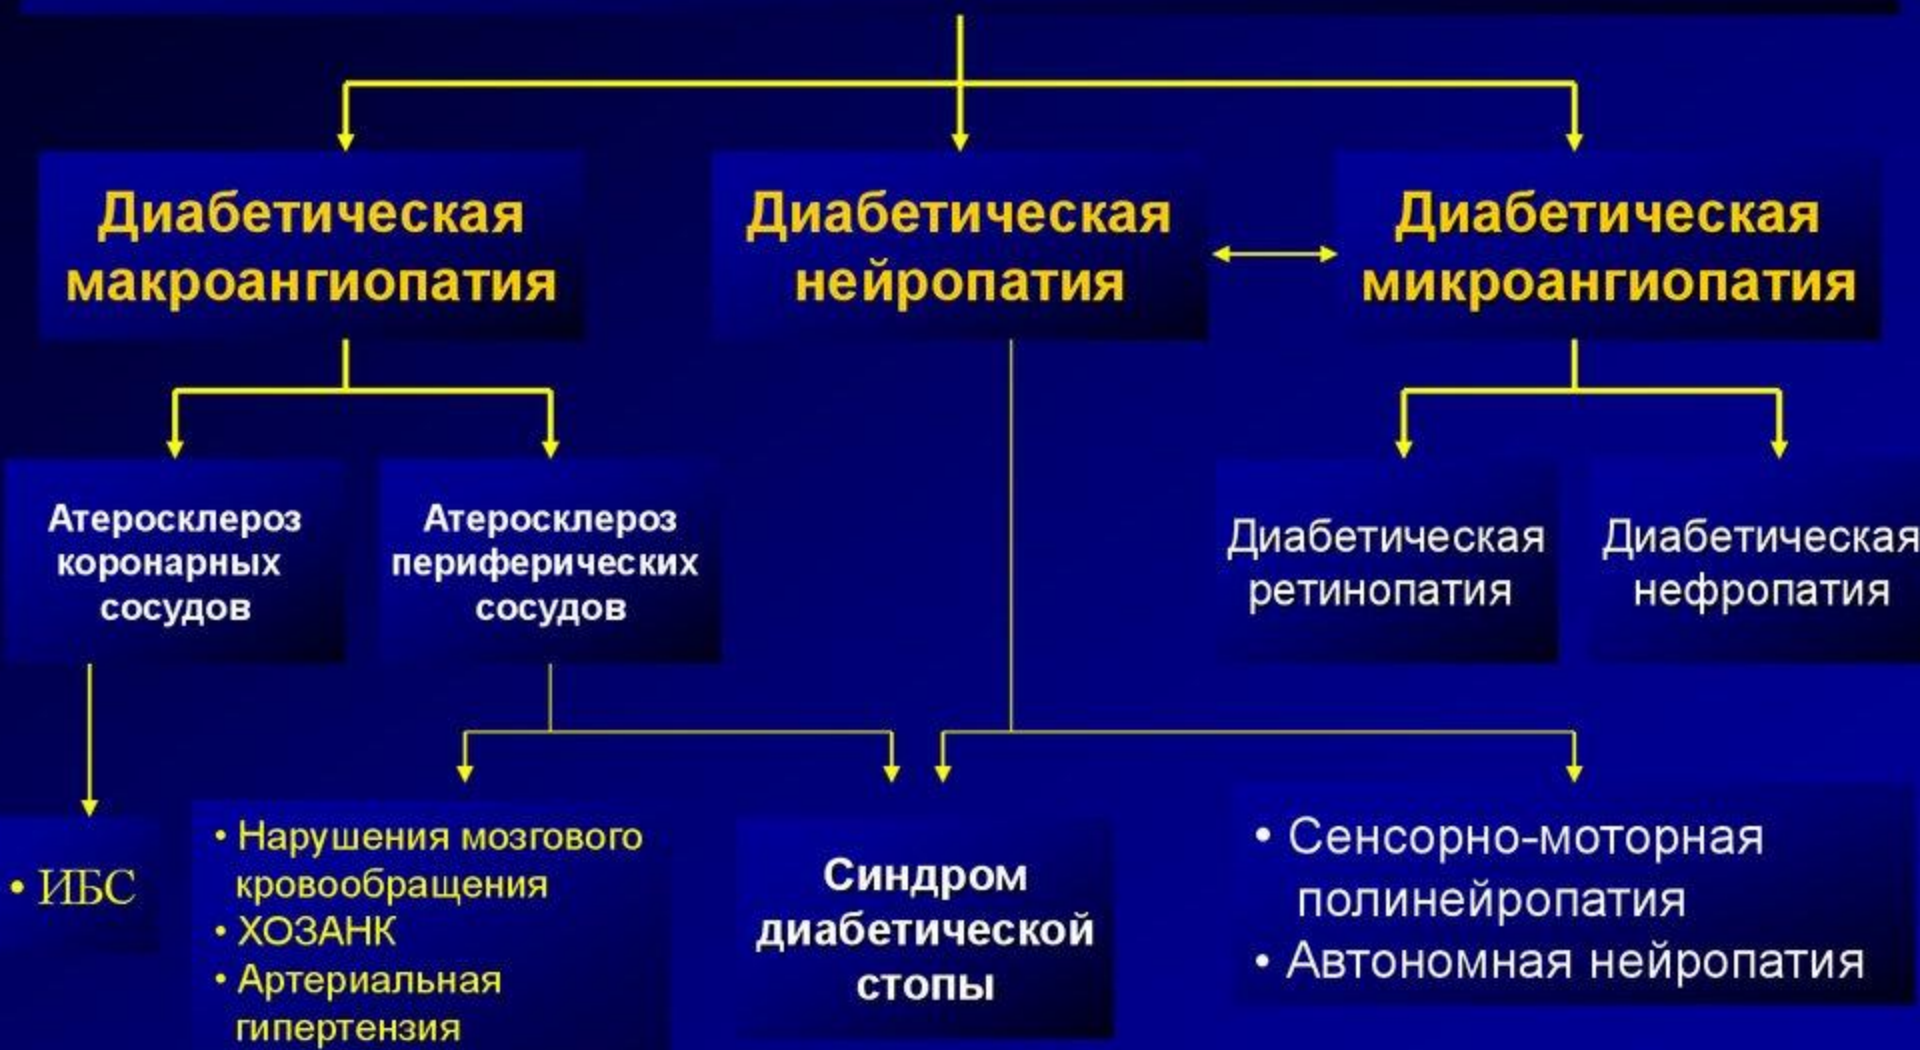 Диабетическая
макроангиопатия
Диабетическая
нейропатия
Диабетическая
микроангиопатия
Атеросклероз
коронарных
сосудов
Атеросклероз
периферических
сосудов
Диабетическая
ретинопатия
Диабетическая
нефропатия
• ИБС
• Нарушения мозгового
кровообращения
• ХОЗАНК
• Артериальная
гипертензия
Синдром
диабетической
стопы
• Сенсорно-моторная
полинейропатия
• Автономная нейропатия